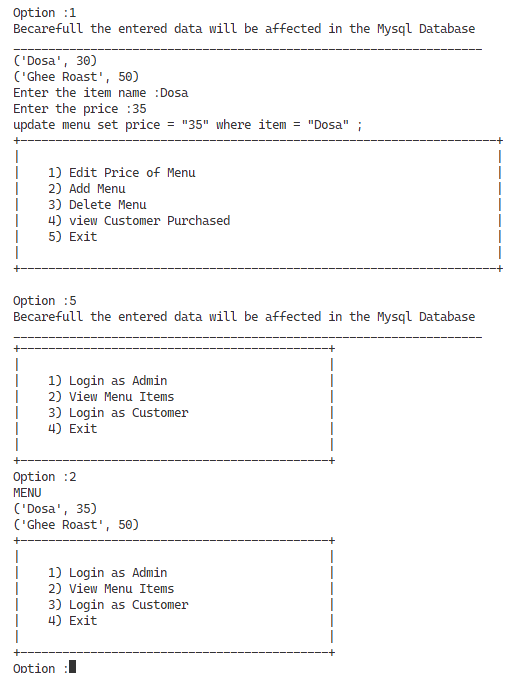 Option :1
Becarefull the entered data will be affected in the Mysql Database
___________________________________________________________________
('Dosa', 30)
('Ghee Roast', 50)
Enter the item name :Dosa
Enter the price :35
update menu set price = "35" where item = "Dosa" ;
+--------------------------------------------------------------------+
|                                                                    |
|    1) Edit Price of Menu                                           |
|    2) Add Menu                                                     |
|    3) Delete Menu                                                  |
|    4) view Customer Purchased                                      |
|    5) Exit                                                         |
|                                                                    |
+--------------------------------------------------------------------+
Option :5
Becarefull the entered data will be affected in the Mysql Database
___________________________________________________________________
+--------------------------------------------+
|                                            |
|    1) Login as Admin                       |
|    2) View Menu Items                      |
|    3) Login as Customer                    |
|    4) Exit                                 |
|                                            |
+--------------------------------------------+
Option :2
MENU
('Dosa', 35)
('Ghee Roast', 50)
+--------------------------------------------+
|                                            |
|    1) Login as Admin                       |
|    2) View Menu Items                      |
|    3) Login as Customer                    |
|    4) Exit                                 |
|                                            |
+--------------------------------------------+
Option :